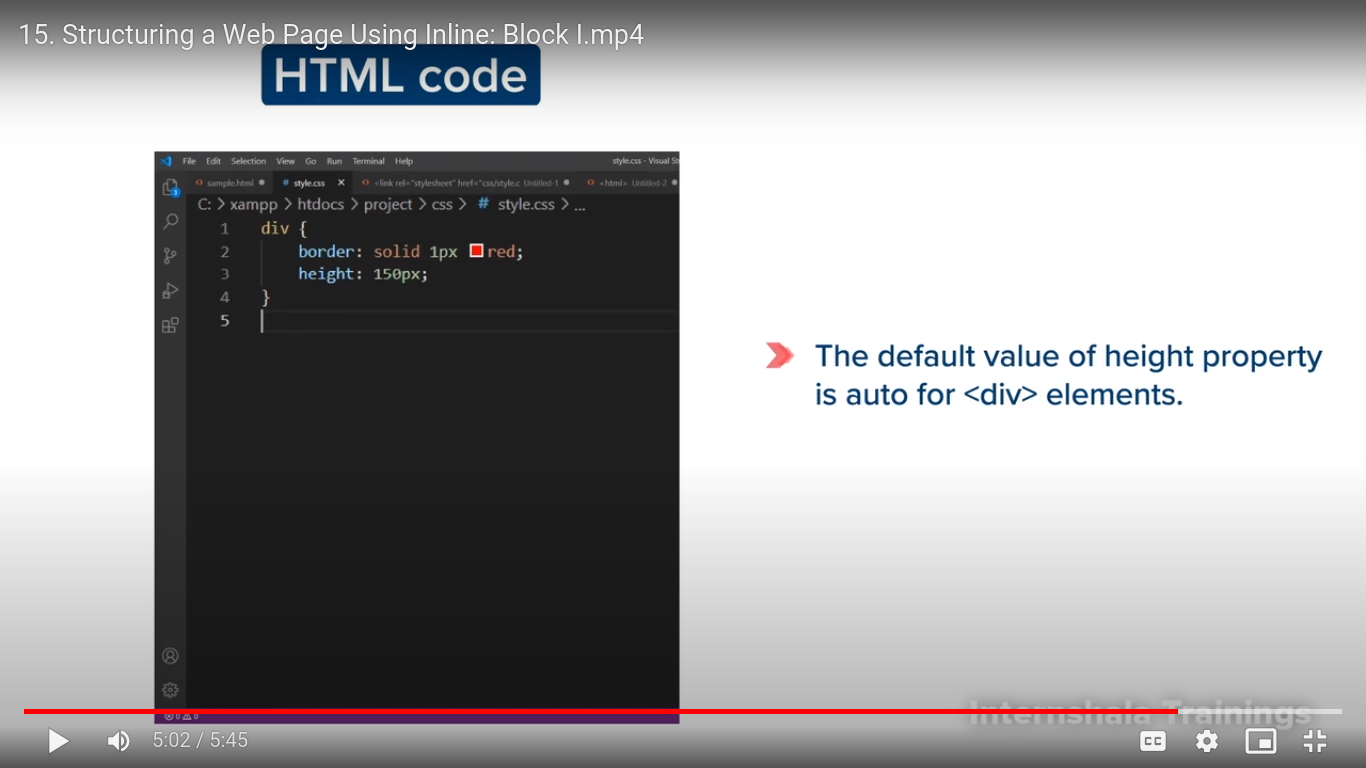 15. Structuring a Web Page Using Inline: Block I.mp4
HTML code
File Edit Selection View Go Run Terminal Help style.css - Visual St
sample.html style.css <link rel="stylesheet" href="css/style.c Untitled-1 <html> Untitled-2
C: > xampp > htdocs > project > css > # style.css > ...
1 div {
2 border: solid 1px red;
3 height: 150px;
4 }
5
The default value of height property
is auto for <div> elements.
Internshala Trainings
0 0
5:02 / 5:45
CC